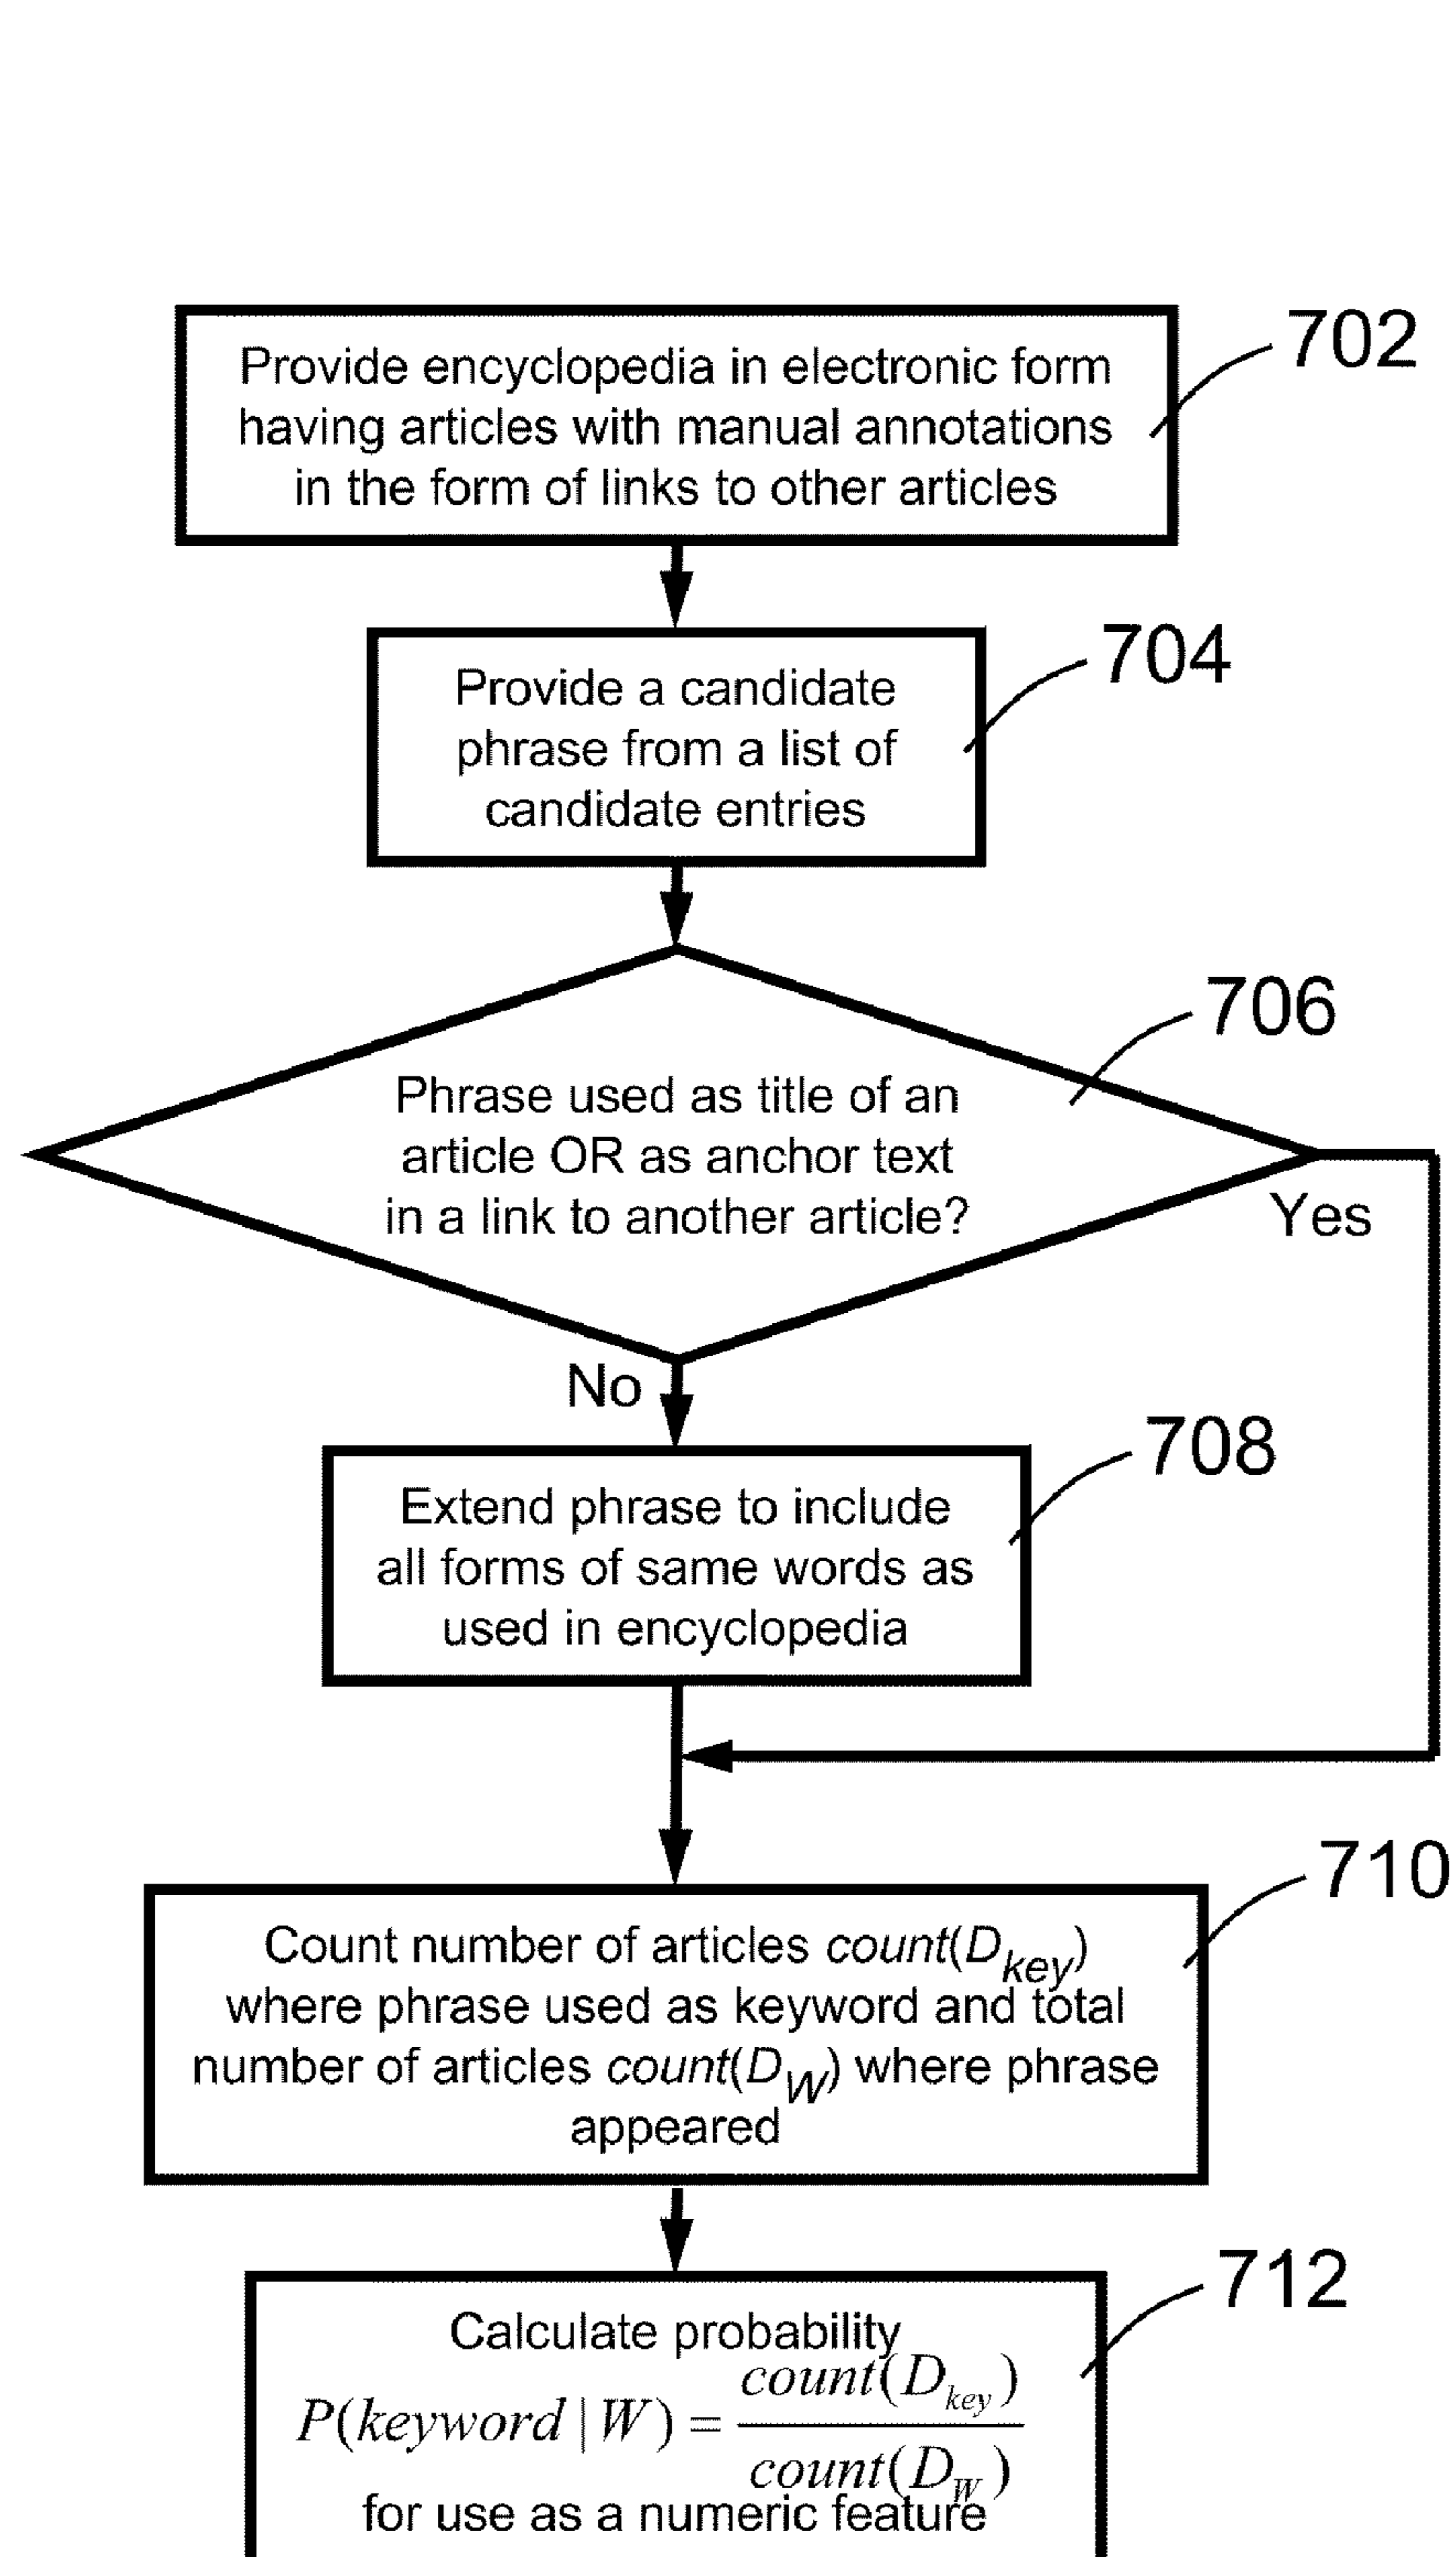 702
Provide encyclopedia in electronic form
having articles with manual annotations
in the form of links to other articles
704
Provide a candidate
phrase from a list of
candidate entries
706
Phrase used as title of an
article OR as anchor text
in a link to another article?
Yes
No
708
Extend phrase to include
all forms of same words as
used in encyclopedia
710
Count number of articles count(D_key)
where phrase used as keyword and total
number of articles count(D_W) where phrase
appeared
712
Calculate probability
P(keyword | W) = count(D_key) / count(D_W)
for use as a numeric feature